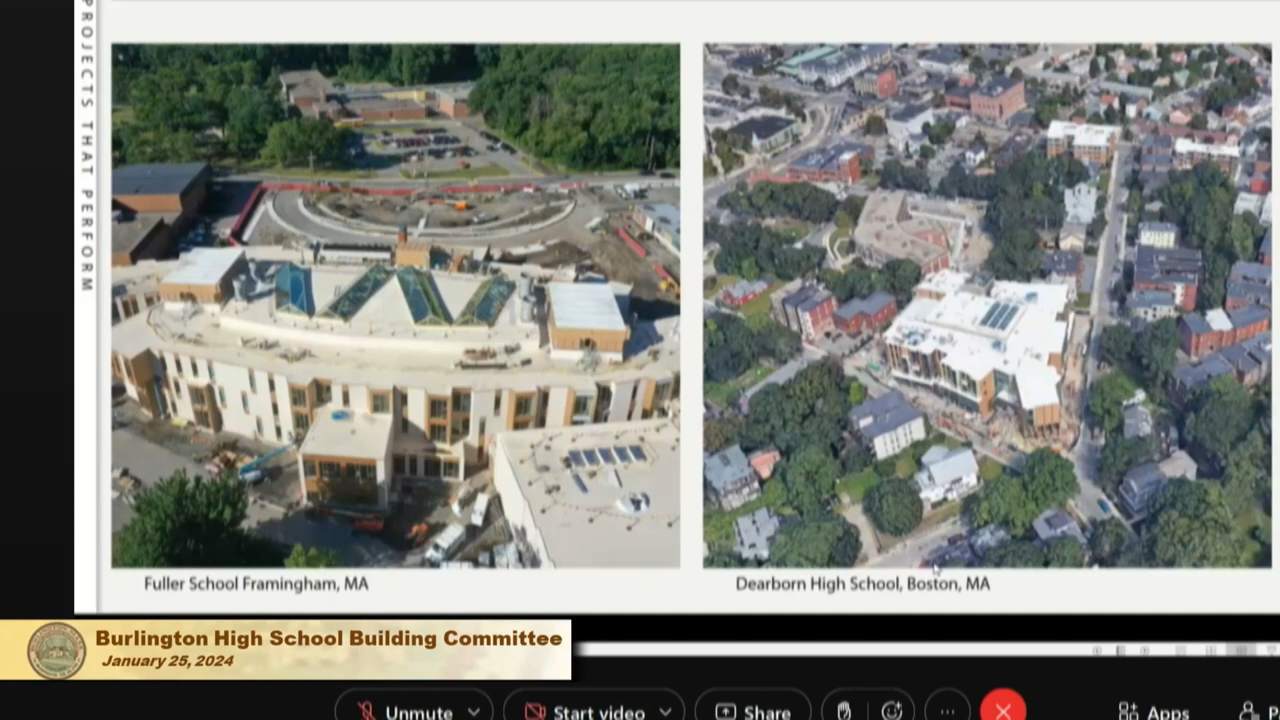 PROJECTS THAT PERFORM
Fuller School Framingham, MA
Dearborn High School, Boston, MA
Burlington High School Building Committee
January 25, 2024
Unmute
Start video
Share
Apps